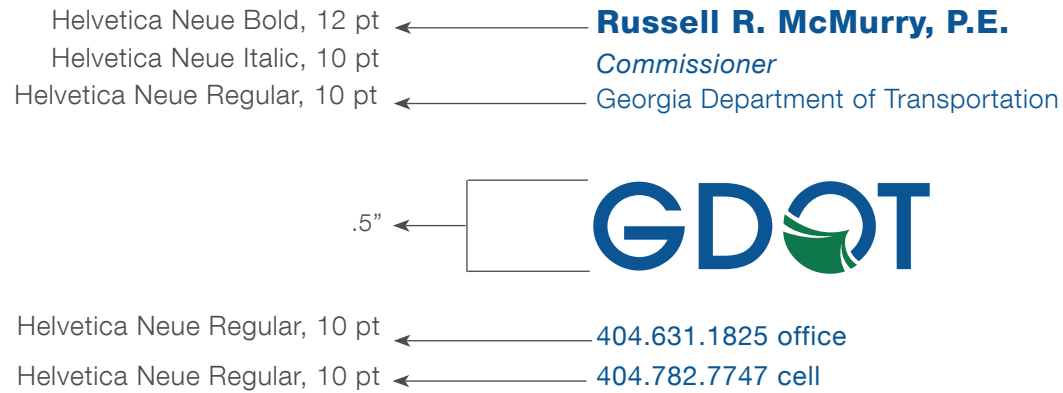 Helvetica Neue Bold, 12 pt
Russell R. McMurry, P.E.
Helvetica Neue Italic, 10 pt
Commissioner
Helvetica Neue Regular, 10 pt
Georgia Department of Transportation
.5”
GDOT
Helvetica Neue Regular, 10 pt
404.631.1825 office
Helvetica Neue Regular, 10 pt
404.782.7747 cell